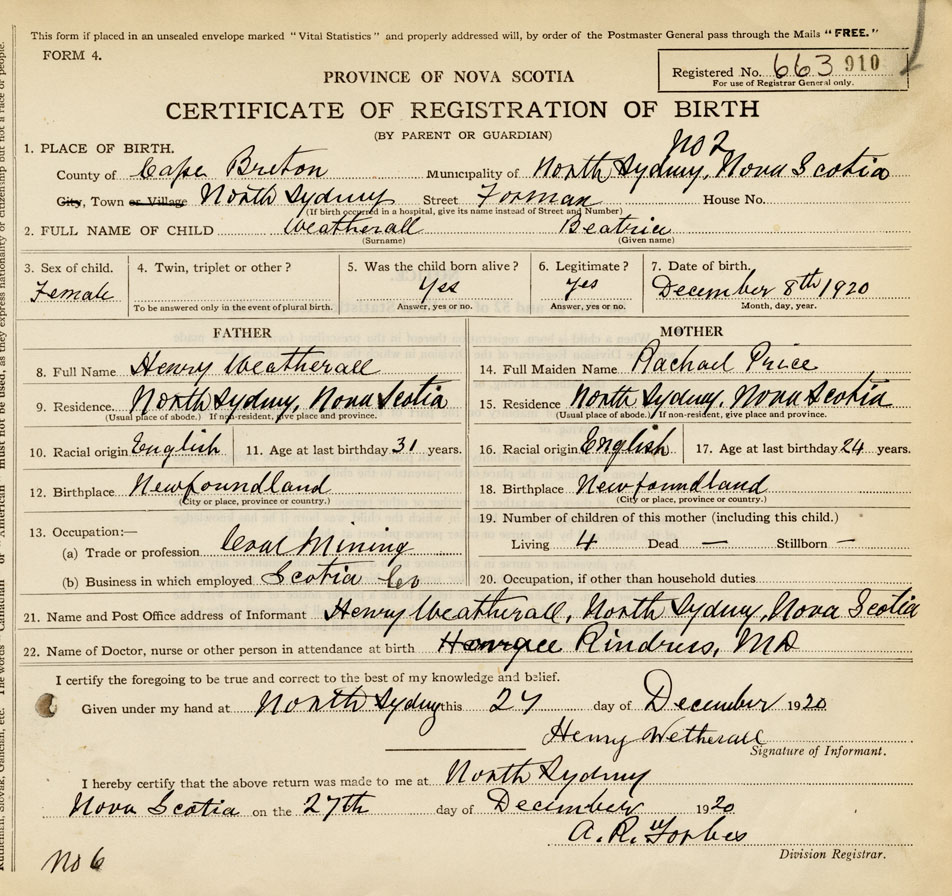 This form if placed in an unsealed envelope marked "Vital Statistics" and properly addressed will, by order of the Postmaster General pass through the Mails "FREE."
FORM 4.
Registered No. 663 910
For use of Registrar General only.
PROVINCE OF NOVA SCOTIA
CERTIFICATE OF REGISTRATION OF BIRTH
(BY PARENT OR GUARDIAN)
No 2
1. PLACE OF BIRTH.
County of Cape Breton Municipality of North Sydney, Nova Scotia
City, Town or Village North Sydney Street Forman House No.
(If birth occurred in a hospital, give its name instead of Street and Number)
2. FULL NAME OF CHILD Weatherall Beatrice
(Surname) (Given name)
3. Sex of child. 4. Twin, triplet or other? 5. Was the child born alive? 6. Legitimate? 7. Date of birth.
Female Yes Yes December 8th 1920
To be answered only in the event of plural birth. Answer, yes or no. Answer, yes or no. Month, day, year.
FATHER
8. Full Name Henry Weatherall
9. Residence. North Sydney, Nova Scotia
(Usual place of abode.) If non-resident, give place and province.
10. Racial origin English 11. Age at last birthday 31 years.
12. Birthplace Newfoundland
(City or place, province or country.)
13. Occupation:—
(a) Trade or profession Coal Mining
(b) Business in which employed Scotia Co
MOTHER
14. Full Maiden Name Rachael Price
15. Residence North Sydney, Nova Scotia
(Usual place of abode.) If non-resident, give place and province.
16. Racial origin English 17. Age at last birthday 24 years.
18. Birthplace Newfoundland
(City or place, province or country.)
19. Number of children of this mother (including this child.)
Living 4 Dead — Stillborn —
20. Occupation, if other than household duties
21. Name and Post Office address of Informant Henry Weatherall, North Sydney, Nova Scotia
22. Name of Doctor, nurse or other person in attendance at birth Rindress, MD
I certify the foregoing to be true and correct to the best of my knowledge and belief.
Given under my hand at North Sydney this 27 day of December 1920
Henry Wetherall
Signature of Informant.
I hereby certify that the above return was made to me at North Sydney
Nova Scotia on the 27th day of December 1920
A. R. Forbes
Division Registrar.
No 6